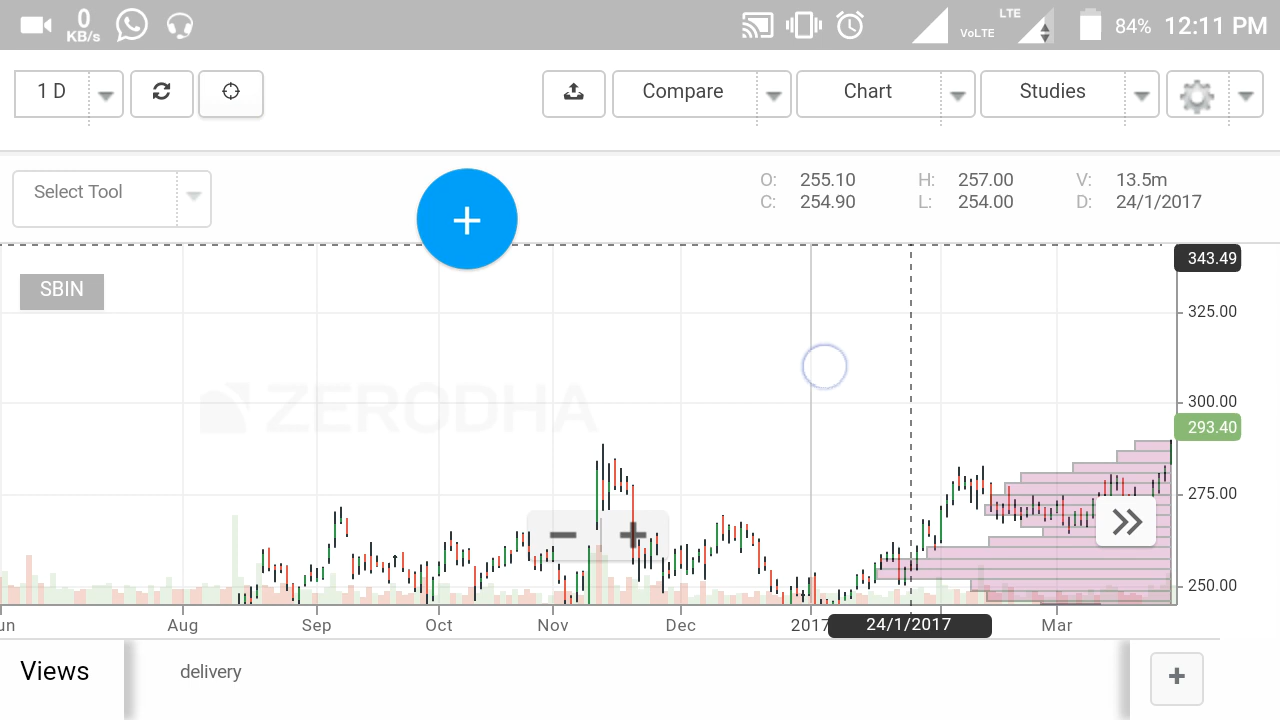 0
KB/s
VoLTE
LTE
84%
12:11 PM
1 D
Compare
Chart
Studies
Select Tool
O: 255.10 H: 257.00 V: 13.5m
C: 254.90 L: 254.00 D: 24/1/2017
343.49
SBIN
325.00
ZERODHA
300.00
293.40
275.00
250.00
un Aug Sep Oct Nov Dec 2017 24/1/2017 Mar
Views
delivery